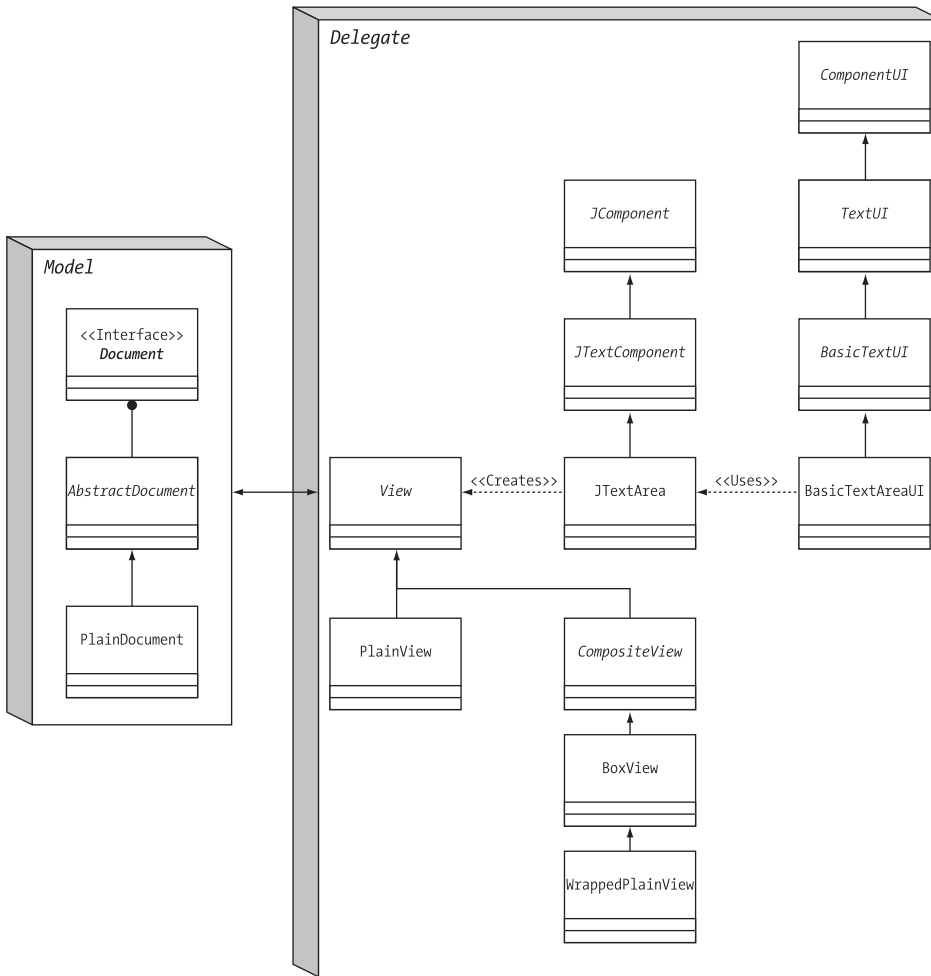 Delegate
ComponentUI
JComponent
TextUI
Model
<<Interface>>
Document
JTextComponent
BasicTextUI
AbstractDocument
View
<<Creates>>
JTextArea
<<Uses>>
BasicTextAreaUI
PlainDocument
PlainView
CompositeView
BoxView
WrappedPlainView